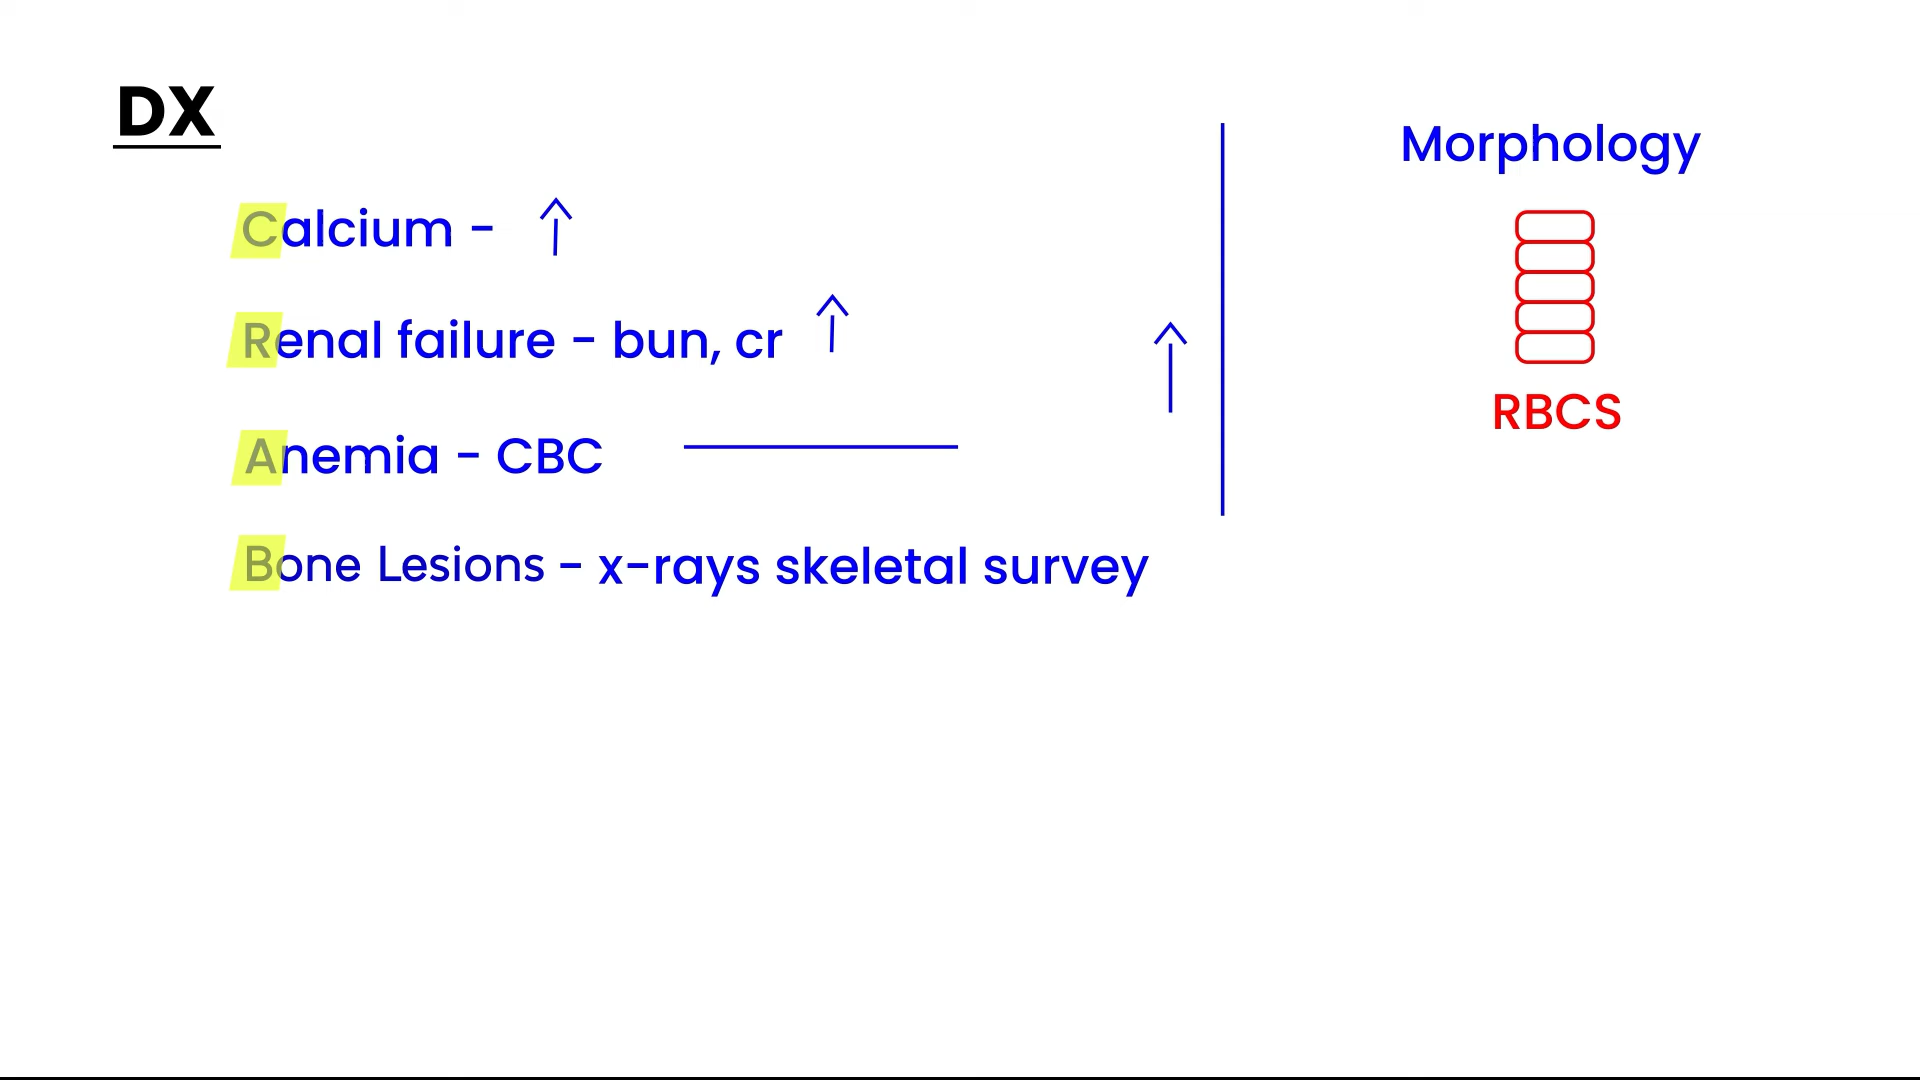 DX
Calcium - ↑
Renal failure - bun, cr ↑
Anemia - CBC
Bone Lesions - x-rays skeletal survey
↑
Morphology
RBCS